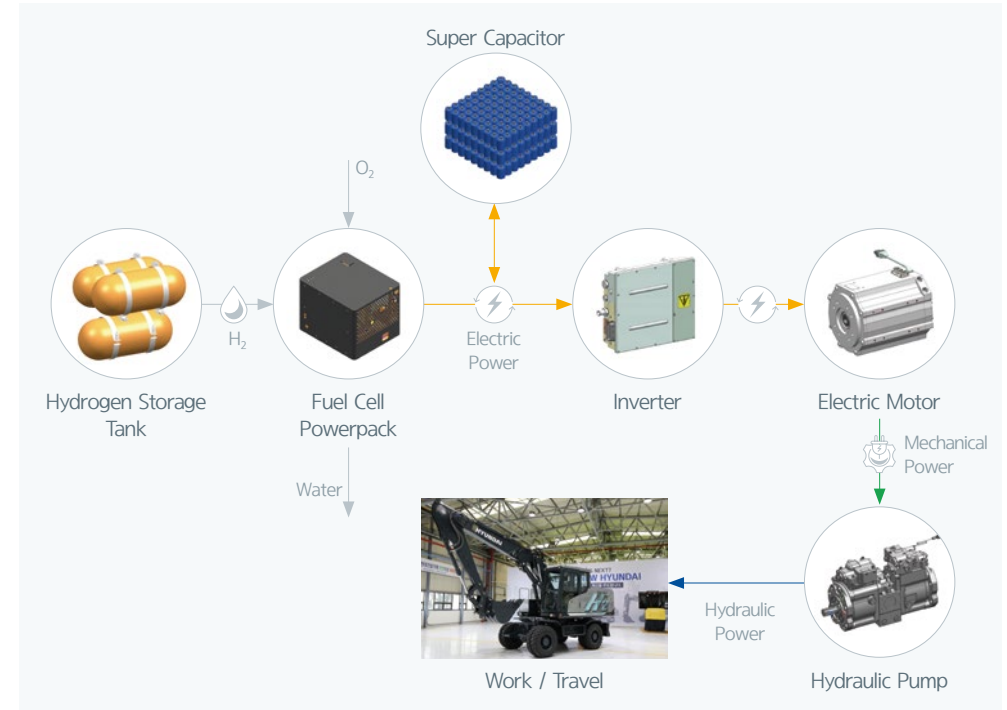 Super Capacitor
O₂
H₂
Electric
Power
Hydrogen Storage
Tank
Fuel Cell
Powerpack
Inverter
Electric Motor
Mechanical
Power
Water
HYUNDAI
W HYUNDAI
Hydraulic
Power
Work / Travel
Hydraulic Pump